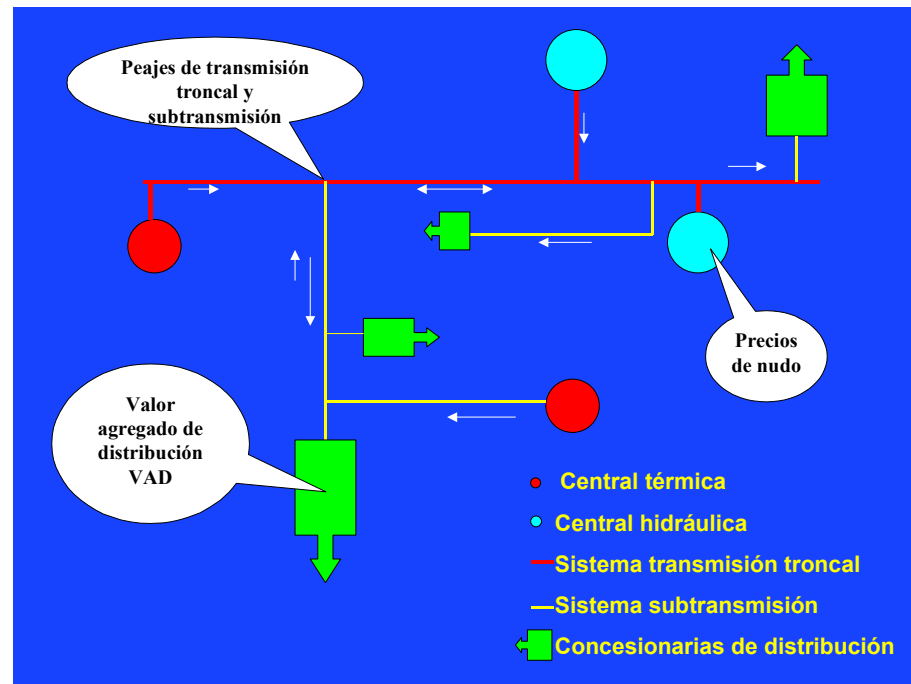 Peajes de transmisión
troncal y
subtransmisión
Precios
de nudo
Valor
agregado de
distribución
VAD
Central térmica
Central hidráulica
Sistema transmisión troncal
Sistema subtransmisión
Concesionarias de distribución